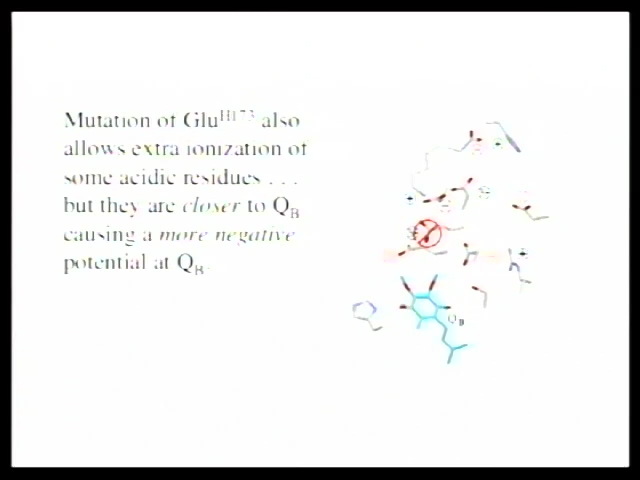 Mutation of Glu^H173 also
allows extra ionization of
some acidic residues . . .
but they are closer to Q_B
causing a more negative
potential at Q_B.
Q_B